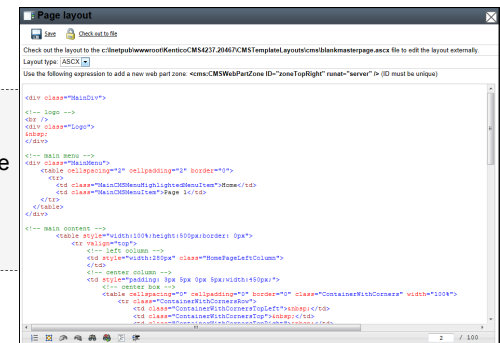 Page layout
Save Check out to file
Check out the layout to the c:\Inetpub\wwwroot\KenticoCMS4237.20467\CMSTemplateLayouts\cms\blankmasterpage.ascx file to edit the layout externally.
Layout type: ASCX
Use the following expression to add a new web part zone: <cms:CMSWebPartZone ID="zoneTopRight" runat="server" /> (ID must be unique)
<div class="MainDiv">
<!-- logo -->
<br />
<div class="Logo">
&nbsp;
</div>
<!-- main menu -->
<div class="MainMenu">
<table cellspacing="2" cellpadding="2" border="0">
<tr>
<td class="MainCMSMenuHighlightedMenuItem">Home</td>
<td class="MainCMSMenuItem">Page 1</td>
</tr>
</table>
</div>
<!-- main content -->
<table style="width:100%;height:500px;border: 0px">
<tr valign="top">
<!-- left column -->
<td style="width:280px" class="HomePageLeftColumn">
</td>
<!-- center column -->
<td style="padding: 3px 5px 0px 5px;width:450px;">
<!-- center box -->
<table cellspacing="0" cellpadding="0" border="0" class="ContainerWithCorners" width="100%">
<tr class="ContainerWithCornersRow">
<td class="ContainerWithCornersTopLeft">&nbsp;</td>
<td class="ContainerWithCornersTop">&nbsp;</td>
<td class="ContainerWithCornersTopRight">&nbsp;</td>
2 / 100